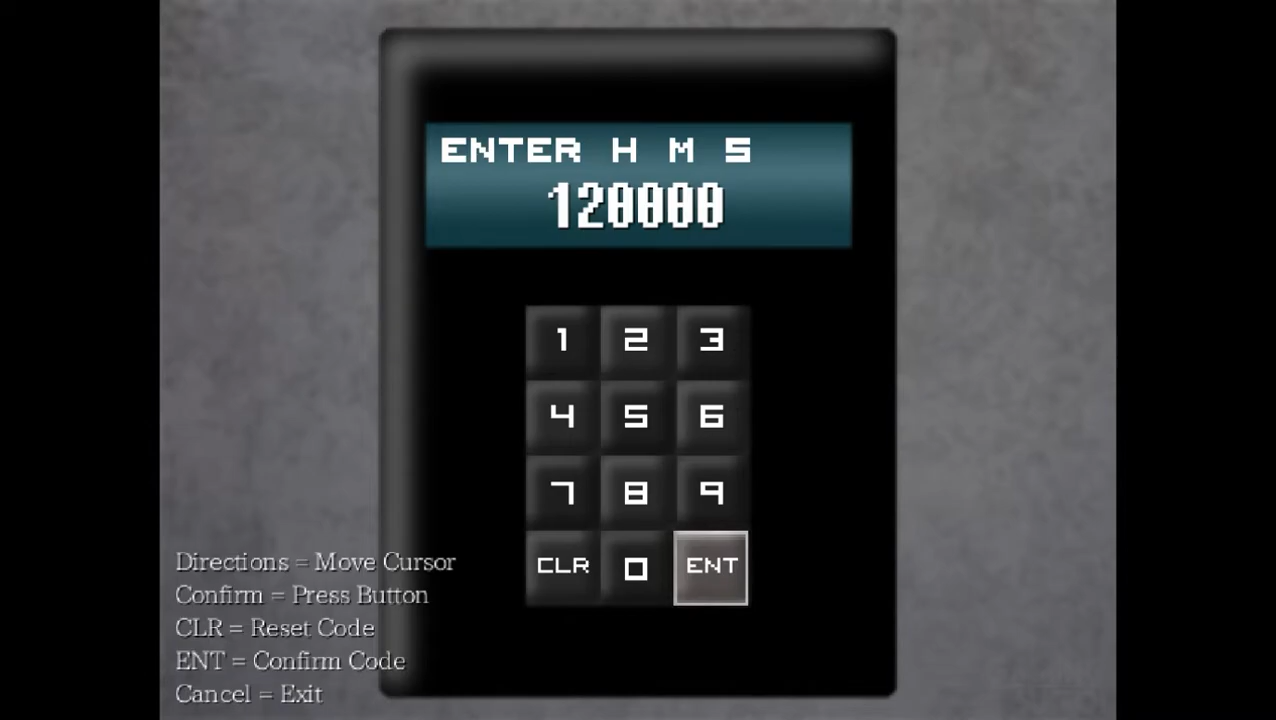 ENTER H M S
120000
1 2 3
4 5 6
7 8 9
CLR 0 ENT
Directions = Move Cursor
Confirm = Press Button
CLR = Reset Code
ENT = Confirm Code
Cancel = Exit